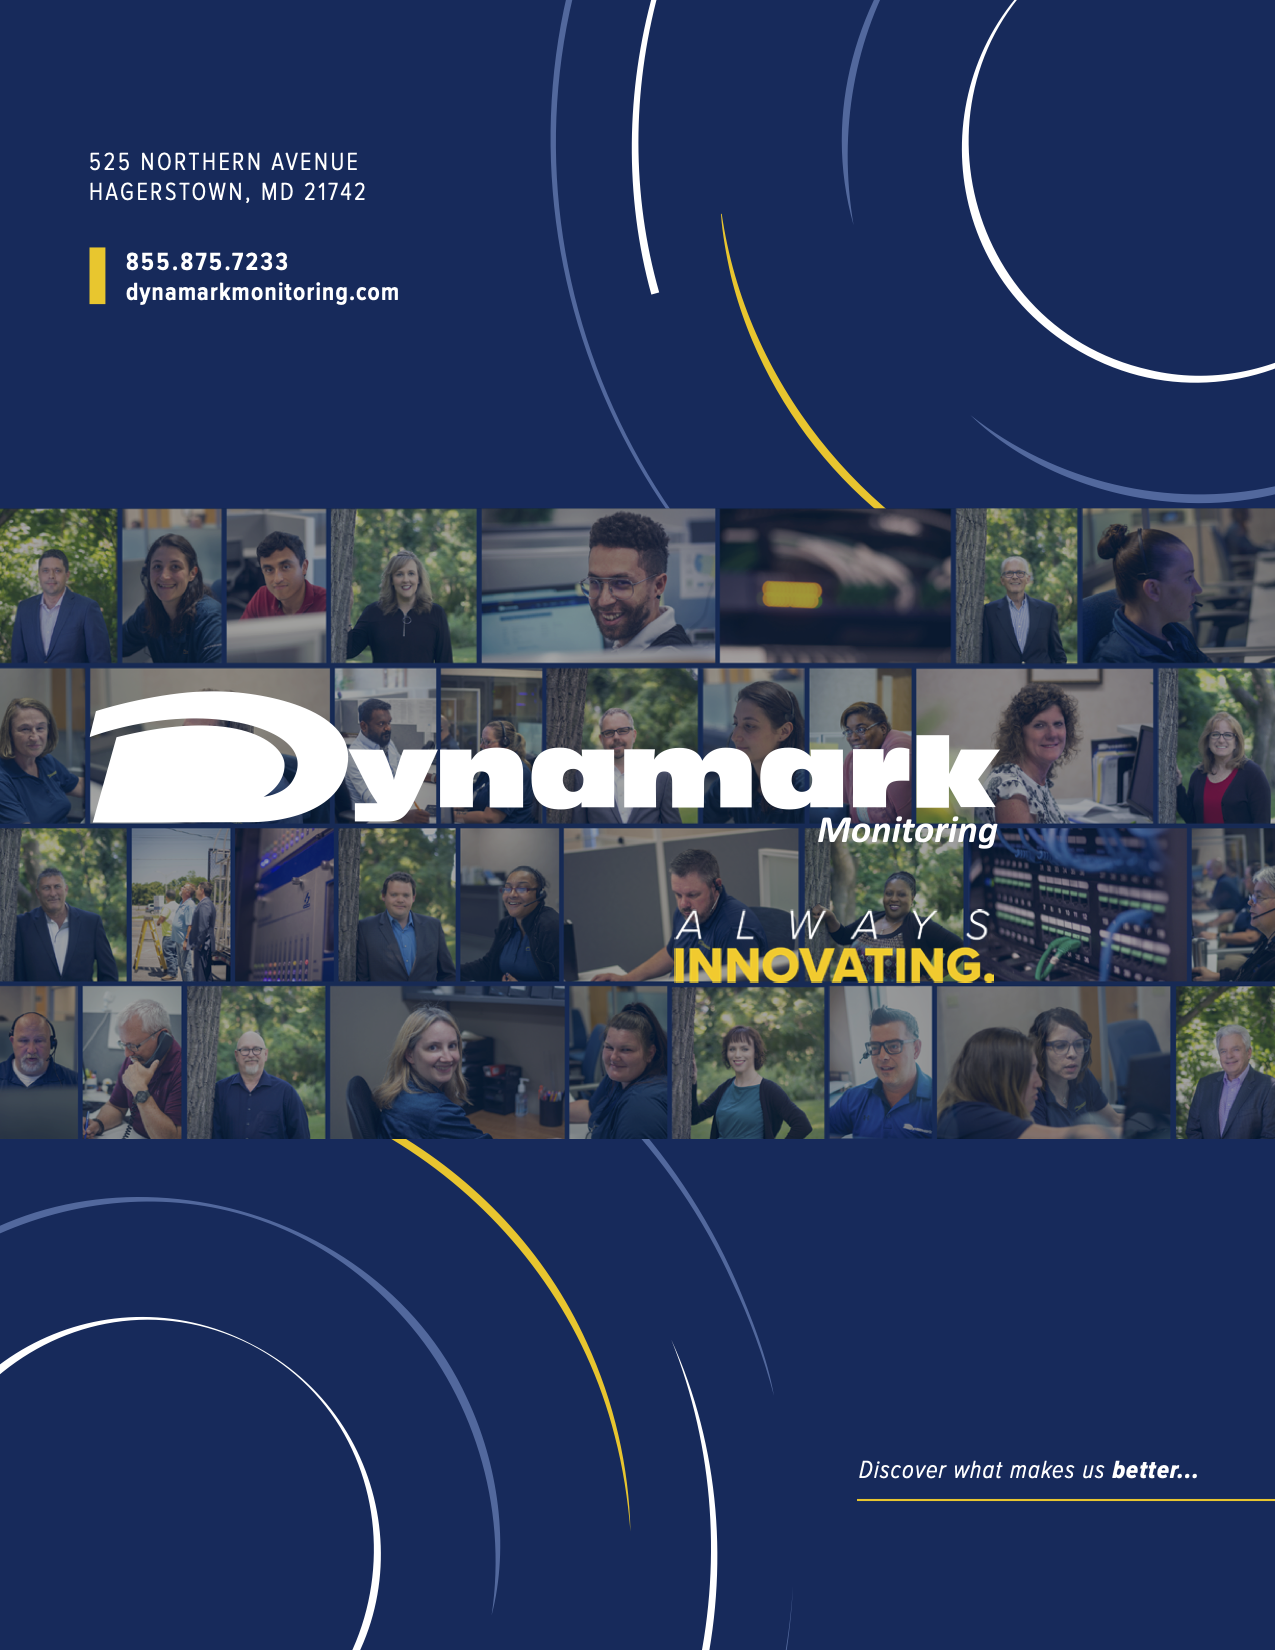 525 NORTHERN AVENUE
HAGERSTOWN, MD 21742
855.875.7233
dynamarkmonitoring.com
Dynamark
Monitoring
ALWAYS
INNOVATING.
Discover what makes us better...